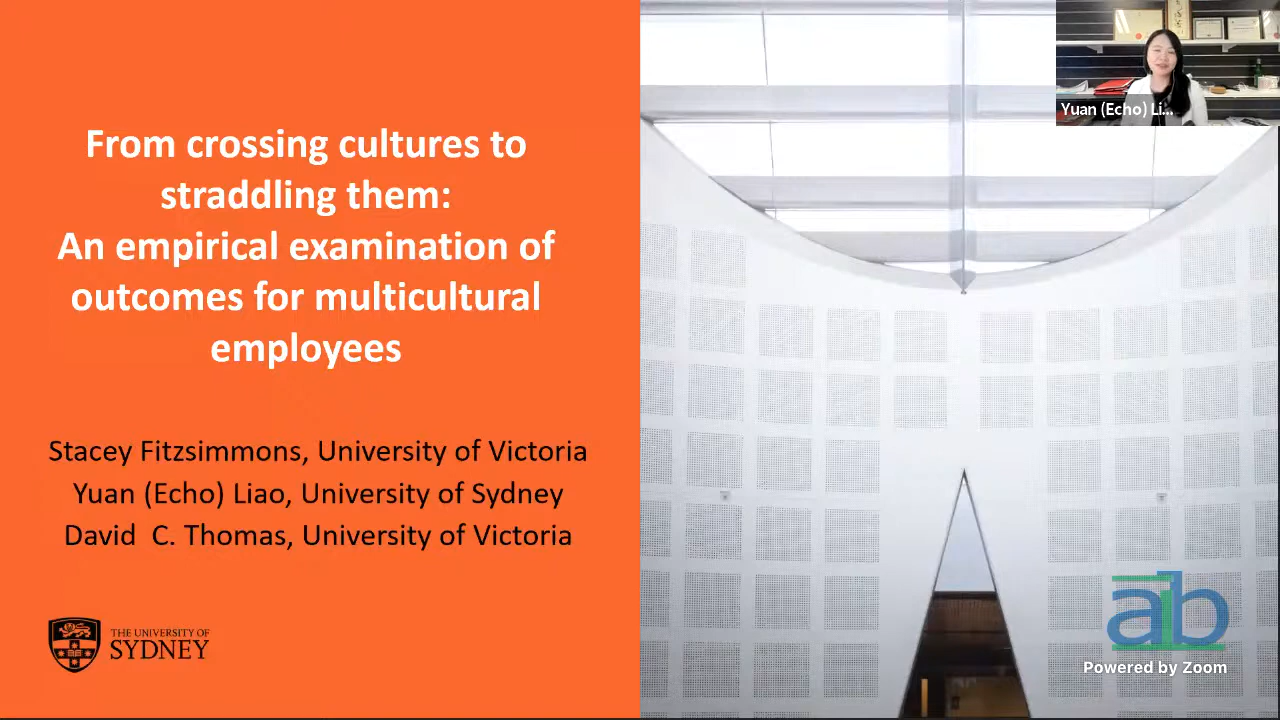 From crossing cultures to
straddling them:
An empirical examination of
outcomes for multicultural
employees
Stacey Fitzsimmons, University of Victoria
Yuan (Echo) Liao, University of Sydney
David C. Thomas, University of Victoria
THE UNIVERSITY OF
SYDNEY
Yuan (Echo) Li...
aib
Powered by Zoom